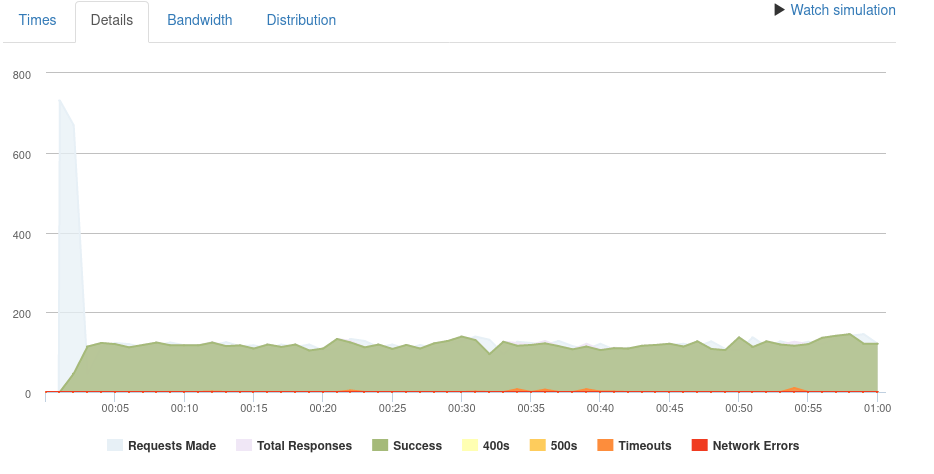 Times Details Bandwidth Distribution ▶ Watch simulation
800
600
400
200
0
00:05 00:10 00:15 00:20 00:25 00:30 00:35 00:40 00:45 00:50 00:55 01:00
Requests Made Total Responses Success 400s 500s Timeouts Network Errors